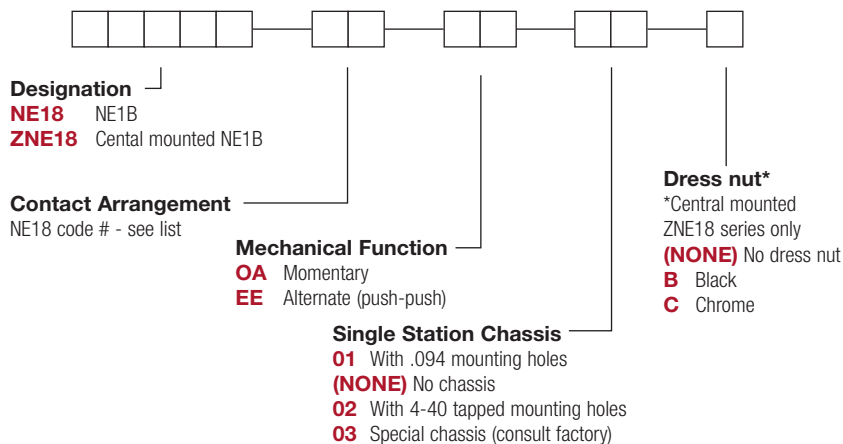 Designation
NE18 NE1B
ZNE18 Cental mounted NE1B
Contact Arrangement
NE18 code # - see list
Mechanical Function
OA Momentary
EE Alternate (push-push)
Single Station Chassis
01 With .094 mounting holes
(NONE) No chassis
02 With 4-40 tapped mounting holes
03 Special chassis (consult factory)
Dress nut*
*Central mounted
ZNE18 series only
(NONE) No dress nut
B Black
C Chrome